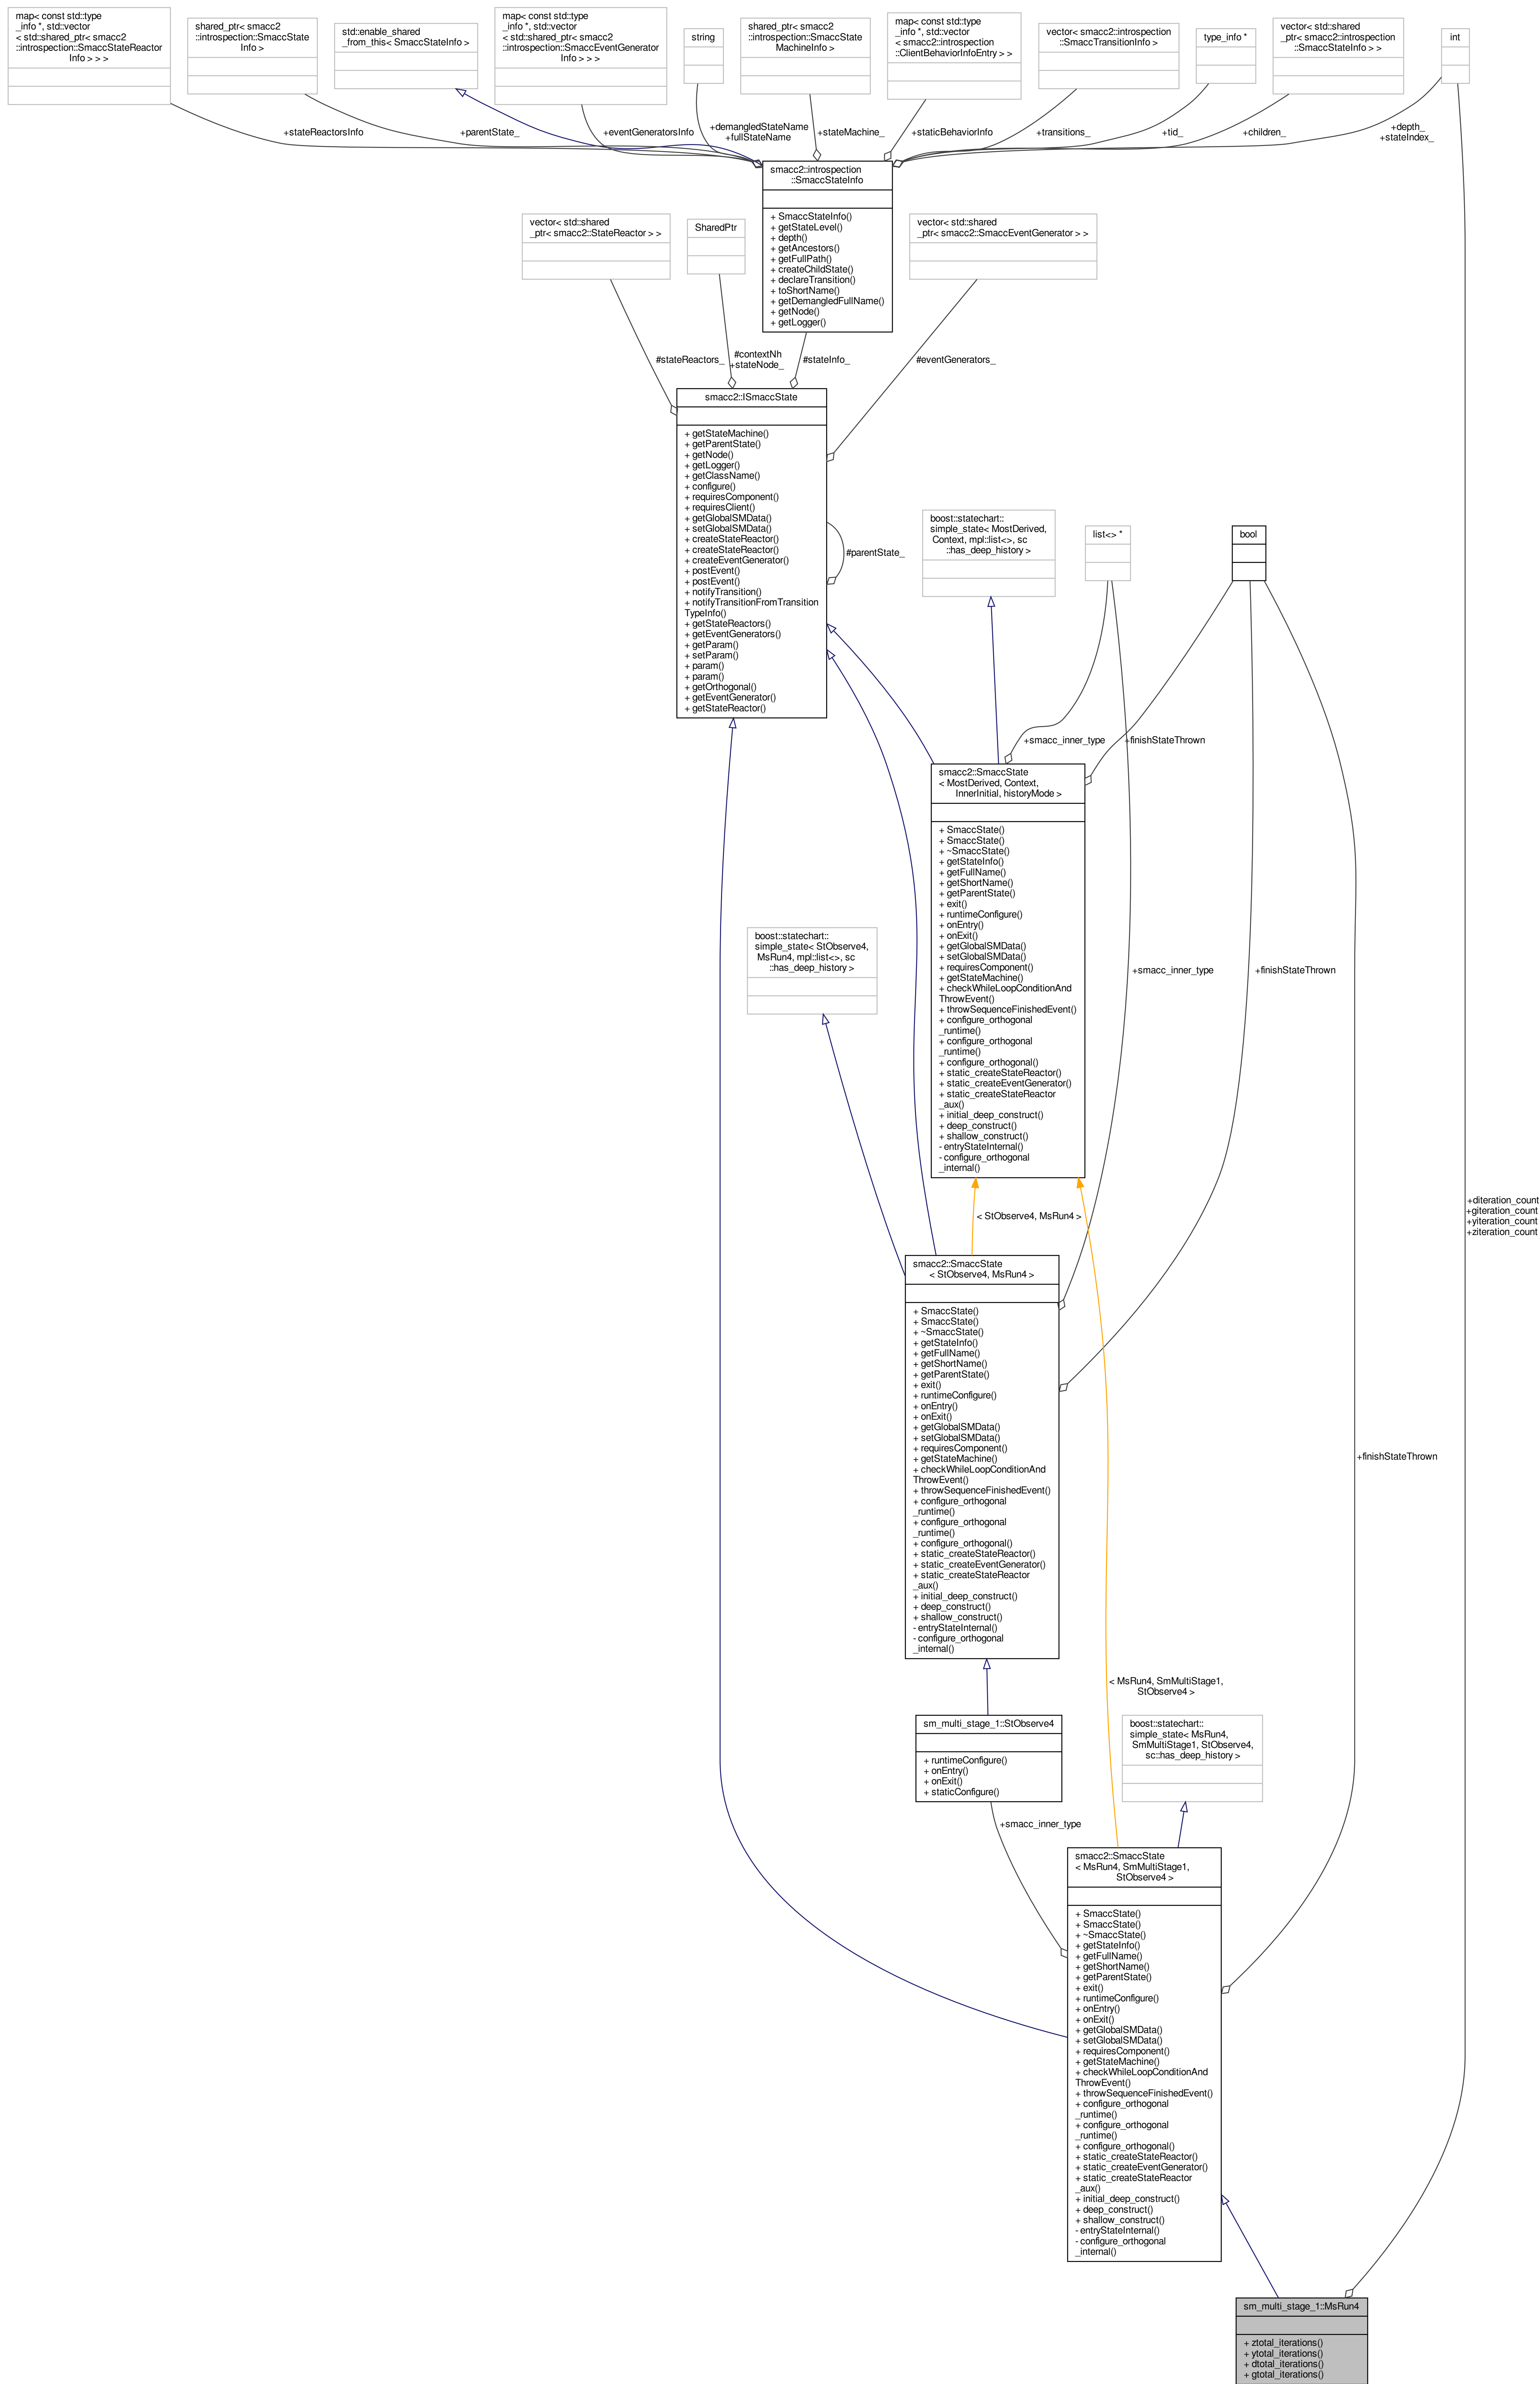 map< const std::type
_info *, std::vector
< std::shared_ptr< smacc2
::introspection::SmaccStateReactor
Info > > >
shared_ptr< smacc2
::introspection::SmaccState
Info >
std::enable_shared
_from_this< SmaccStateInfo >
map< const std::type
_info *, std::vector
< std::shared_ptr< smacc2
::introspection::SmaccEventGenerator
Info > > >
string
shared_ptr< smacc2
::introspection::SmaccState
MachineInfo >
map< const std::type
_info *, std::vector
< smacc2::introspection
::ClientBehaviorInfoEntry > >
vector< smacc2::introspection
::SmaccTransitionInfo >
type_info *
vector< std::shared
_ptr< smacc2::introspection
::SmaccStateInfo > >
int
+stateReactorsInfo
+parentState_
+eventGeneratorsInfo
+demangledStateName
+fullStateName
+stateMachine_
+staticBehaviorInfo
+transitions_
+tid_
+children_
+depth_
+stateIndex_
smacc2::introspection
::SmaccStateInfo
+ SmaccStateInfo()
+ getStateLevel()
+ depth()
+ getAncestors()
+ getFullPath()
+ createChildState()
+ declareTransition()
+ toShortName()
+ getDemangledFullName()
+ getNode()
+ getLogger()
vector< std::shared
_ptr< smacc2::StateReactor > >
SharedPtr
vector< std::shared
_ptr< smacc2::SmaccEventGenerator > >
#stateReactors_
#contextNh
+stateNode_
#stateInfo_
#eventGenerators_
smacc2::ISmaccState
+ getStateMachine()
+ getParentState()
+ getNode()
+ getLogger()
+ getClassName()
+ configure()
+ requiresComponent()
+ requiresClient()
+ getGlobalSMData()
+ setGlobalSMData()
+ createStateReactor()
+ createStateReactor()
+ createEventGenerator()
+ postEvent()
+ postEvent()
+ notifyTransition()
+ notifyTransitionFromTransition
TypeInfo()
+ getStateReactors()
+ getEventGenerators()
+ getParam()
+ setParam()
+ param()
+ param()
+ getOrthogonal()
+ getEventGenerator()
+ getStateReactor()
#parentState_
boost::statechart::
simple_state< MostDerived,
Context, mpl::list<>, sc
::has_deep_history >
list<> *
bool
+smacc_inner_type
+finishStateThrown
smacc2::SmaccState
< MostDerived, Context,
InnerInitial, historyMode >
+ SmaccState()
+ SmaccState()
+ ~SmaccState()
+ getStateInfo()
+ getFullName()
+ getShortName()
+ getParentState()
+ exit()
+ runtimeConfigure()
+ onEntry()
+ onExit()
+ getGlobalSMData()
+ setGlobalSMData()
+ requiresComponent()
+ getStateMachine()
+ checkWhileLoopConditionAnd
ThrowEvent()
+ throwSequenceFinishedEvent()
+ configure_orthogonal
_runtime()
+ configure_orthogonal
_runtime()
+ configure_orthogonal()
+ static_createStateReactor()
+ static_createEventGenerator()
+ static_createStateReactor
_aux()
+ initial_deep_construct()
+ deep_construct()
+ shallow_construct()
- entryStateInternal()
- configure_orthogonal
_internal()
boost::statechart::
simple_state< StObserve4,
MsRun4, mpl::list<>, sc
::has_deep_history >
+smacc_inner_type
+finishStateThrown
+diteration_count
+giteration_count
+yiteration_count
+ziteration_count
< StObserve4, MsRun4 >
smacc2::SmaccState
< StObserve4, MsRun4 >
+ SmaccState()
+ SmaccState()
+ ~SmaccState()
+ getStateInfo()
+ getFullName()
+ getShortName()
+ getParentState()
+ exit()
+ runtimeConfigure()
+ onEntry()
+ onExit()
+ getGlobalSMData()
+ setGlobalSMData()
+ requiresComponent()
+ getStateMachine()
+ checkWhileLoopConditionAnd
ThrowEvent()
+ throwSequenceFinishedEvent()
+ configure_orthogonal
_runtime()
+ configure_orthogonal
_runtime()
+ configure_orthogonal()
+ static_createStateReactor()
+ static_createEventGenerator()
+ static_createStateReactor
_aux()
+ initial_deep_construct()
+ deep_construct()
+ shallow_construct()
- entryStateInternal()
- configure_orthogonal
_internal()
+finishStateThrown
< MsRun4, SmMultiStage1,
StObserve4 >
sm_multi_stage_1::StObserve4
+ runtimeConfigure()
+ onEntry()
+ onExit()
+ staticConfigure()
boost::statechart::
simple_state< MsRun4,
SmMultiStage1, StObserve4,
sc::has_deep_history >
+smacc_inner_type
smacc2::SmaccState
< MsRun4, SmMultiStage1,
StObserve4 >
+ SmaccState()
+ SmaccState()
+ ~SmaccState()
+ getStateInfo()
+ getFullName()
+ getShortName()
+ getParentState()
+ exit()
+ runtimeConfigure()
+ onEntry()
+ onExit()
+ getGlobalSMData()
+ setGlobalSMData()
+ requiresComponent()
+ getStateMachine()
+ checkWhileLoopConditionAnd
ThrowEvent()
+ throwSequenceFinishedEvent()
+ configure_orthogonal
_runtime()
+ configure_orthogonal
_runtime()
+ configure_orthogonal()
+ static_createStateReactor()
+ static_createEventGenerator()
+ static_createStateReactor
_aux()
+ initial_deep_construct()
+ deep_construct()
+ shallow_construct()
- entryStateInternal()
- configure_orthogonal
_internal()
sm_multi_stage_1::MsRun4
+ ztotal_iterations()
+ ytotal_iterations()
+ dtotal_iterations()
+ gtotal_iterations()